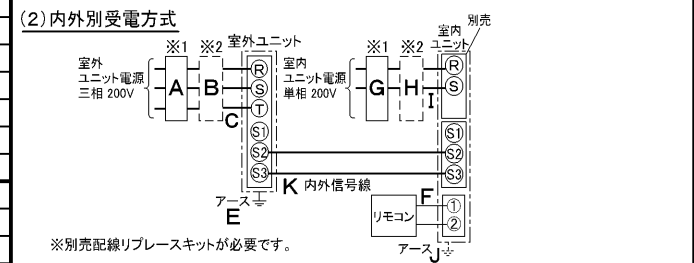 (2)内外別受電方式
別売
※1 ※2 室外ユニット
※1 ※2 室内ユニット
室外
ユニット電源
三相 200V
A
B
C
R
S
T
S1
S2
S3
室内
ユニット電源
単相 200V
G
H
I
R
S
S1
S2
S3
K 内外信号線
アース
E
リモコン
F
①
②
アース
J
※別売配線リプレースキットが必要です。